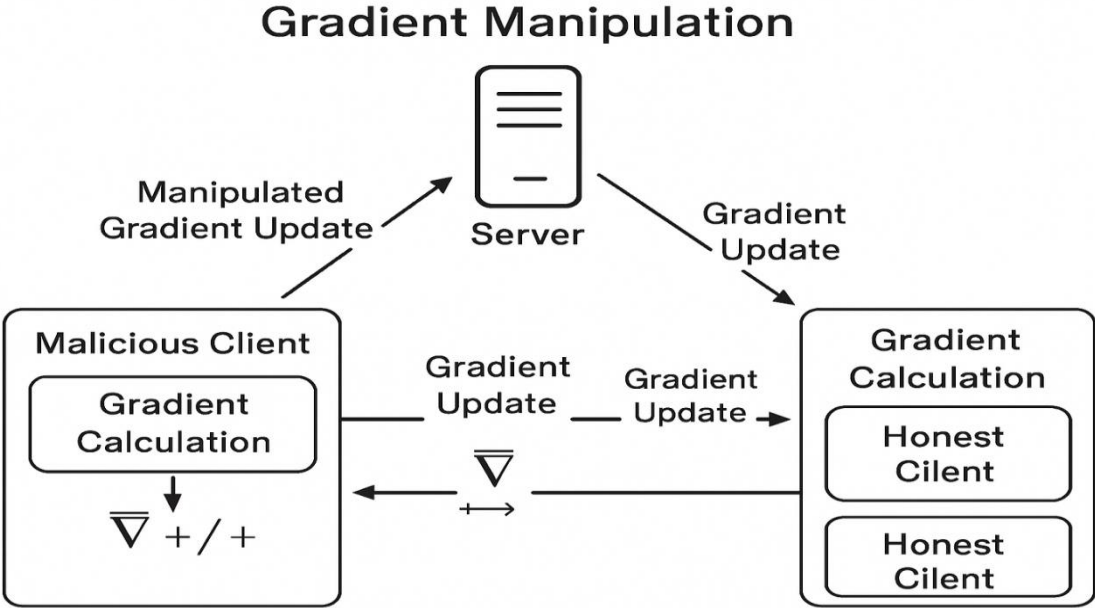 Gradient Manipulation
Manipulated
Gradient Update
Server
Gradient
Update
Malicious Client
Gradient
Calculation
∇̅ + / +
Gradient
Update
Gradient
Update
∇̅
Gradient
Calculation
Honest
Cilent
Honest
Cilent